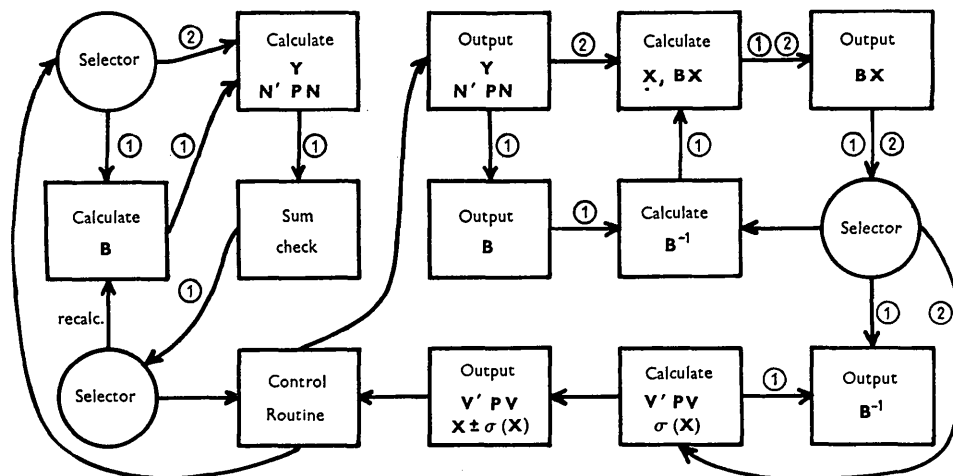 Selector
②
Calculate
Y
N′ PN
Output
Y
N′ PN
②
Calculate
X, BX
① ②
Output
BX
①
①
①
①
①
①
②
Calculate
B
Sum
check
Output
B
①
Calculate
B⁻¹
Selector
①
①
②
recalc.
Selector
Control
Routine
Output
V′ PV
X ± σ (X)
Calculate
V′ PV
σ (X)
①
Output
B⁻¹